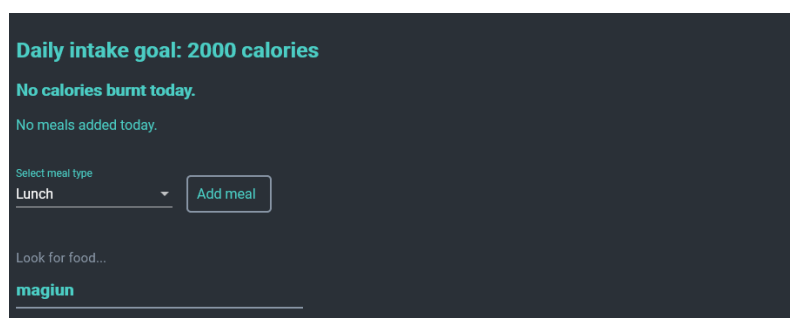 Daily intake goal: 2000 calories
No calories burnt today.
No meals added today.
Select meal type
Lunch
Add meal
Look for food...
magiun